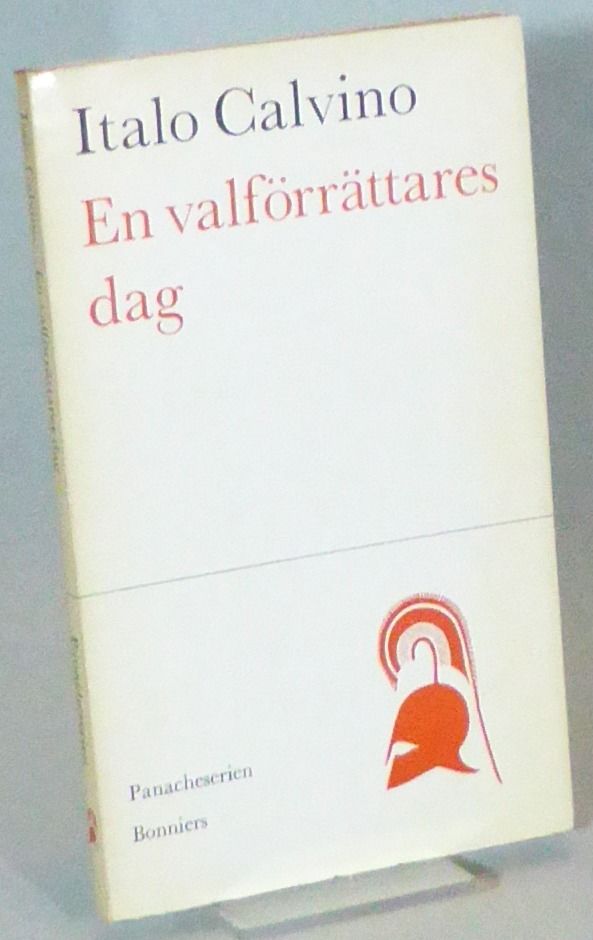 Italo Calvino
En valförrättares
dag
Panacheserien
Bonniers